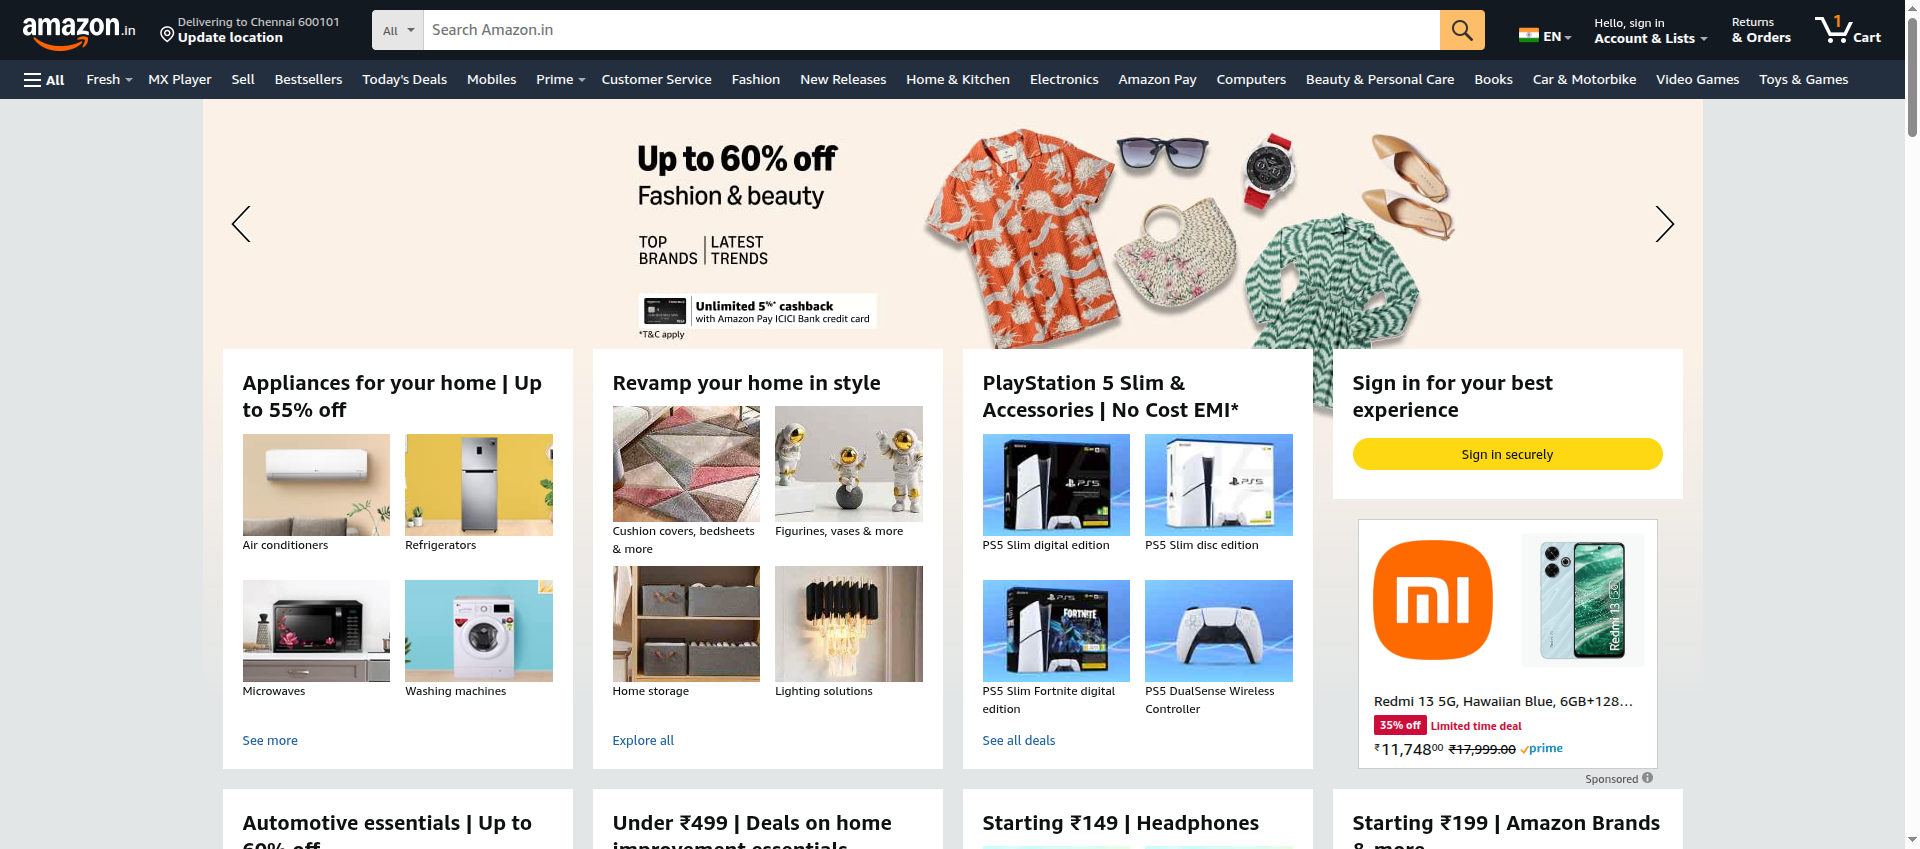 amazon.in
Delivering to Chennai 600101
Update location
All
Search Amazon.in
EN
Hello, sign in
Account & Lists
Returns
& Orders
1
Cart
All
Fresh
MX Player
Sell
Bestsellers
Today's Deals
Mobiles
Prime
Customer Service
Fashion
New Releases
Home & Kitchen
Electronics
Amazon Pay
Computers
Beauty & Personal Care
Books
Car & Motorbike
Video Games
Toys & Games
Up to 60% off
Fashion & beauty
TOP BRANDS | LATEST TRENDS
Unlimited 5%* cashback
with Amazon Pay ICICI Bank credit card
*T&C apply
Appliances for your home | Up
to 55% off
Air conditioners
Refrigerators
Microwaves
Washing machines
See more
Revamp your home in style
Cushion covers, bedsheets
& more
Figurines, vases & more
Home storage
Lighting solutions
Explore all
PlayStation 5 Slim &
Accessories | No Cost EMI*
PS5
PS5
PS5 Slim digital edition
PS5 Slim disc edition
PS5
FORTNITE
PS5 Slim Fortnite digital
edition
PS5 DualSense Wireless
Controller
See all deals
Sign in for your best
experience
Sign in securely
mi
Redmi 13 5G
Redmi 13 5G, Hawaiian Blue, 6GB+128...
35% off
Limited time deal
₹11,74800 ₹17,999.00 prime
Sponsored
Automotive essentials | Up to
60% off
Under ₹499 | Deals on home
improvement essentials
Starting ₹149 | Headphones
Starting ₹199 | Amazon Brands
& more